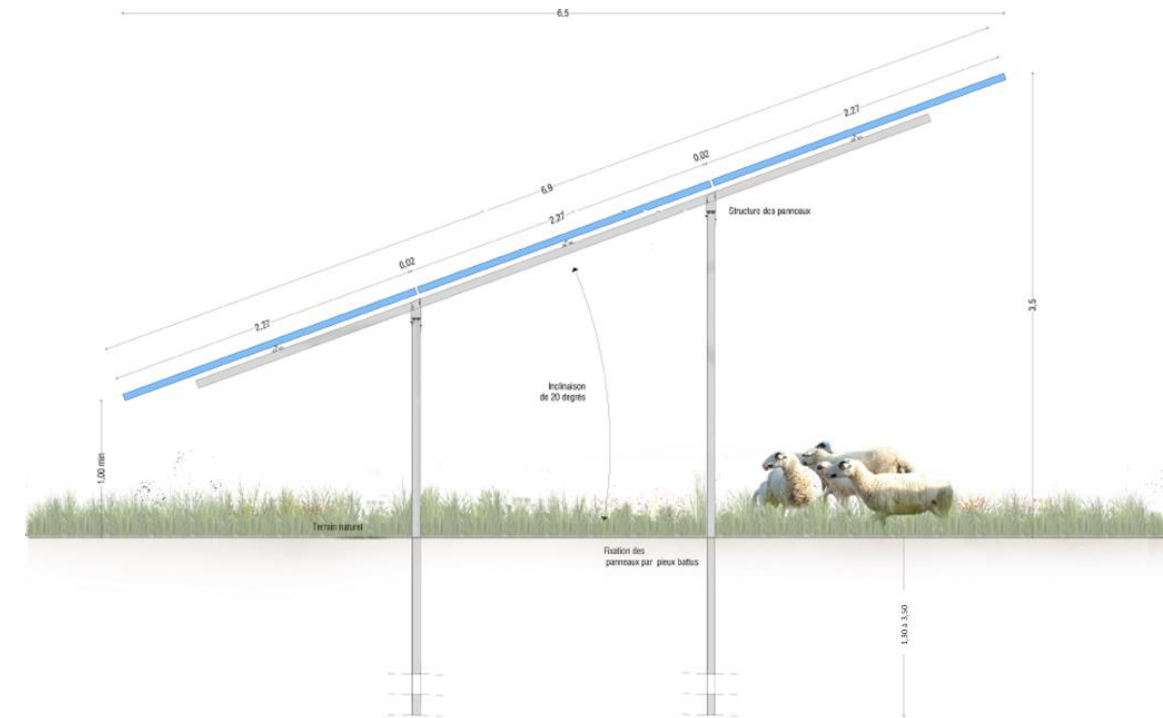 6,5
2,27
0,02
6,9
2,27
0,02
2,27
Structure des panneaux
3,5
Inclinaison
de 20 degrés
1,00 min
Terrain naturel
Fixation des
panneaux par pieux battus
1,30 à 3,50